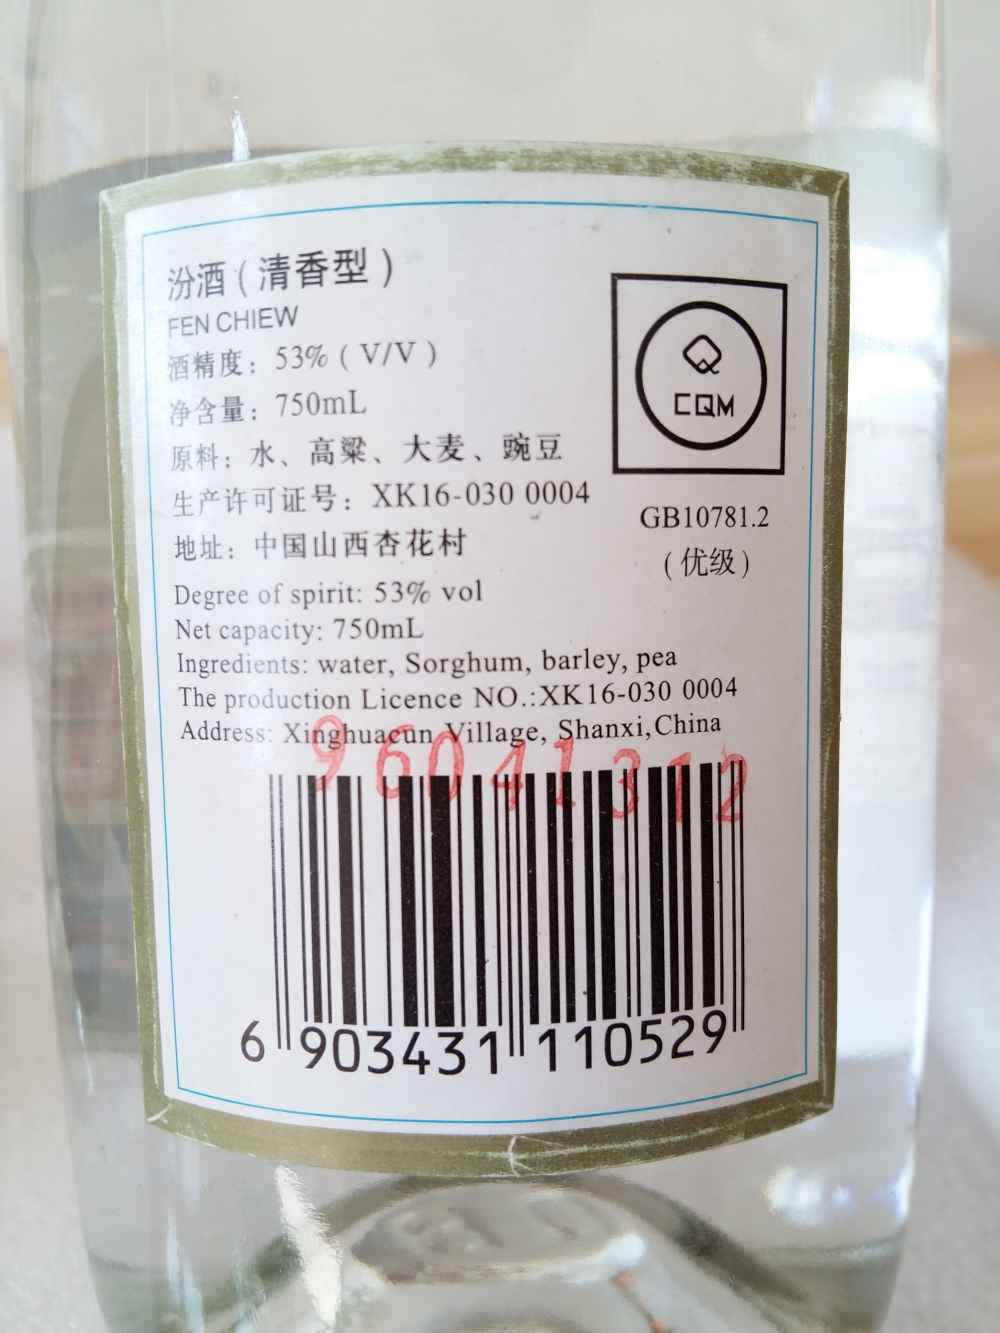 汾酒(清香型)
FEN CHIEW
酒精度: 53%(V/V)
净含量: 750mL
原料: 水、高粱、大麦、豌豆
生产许可证号: XK16-030 0004
地址: 中国山西杏花村
CQM
GB10781.2
(优级)
Degree of spirit: 53% vol
Net capacity: 750mL
Ingredients: water, Sorghum, barley, pea
The production Licence NO.:XK16-030 0004
Address: Xinghuacun Village, Shanxi,China
96041312
6 903431 110529